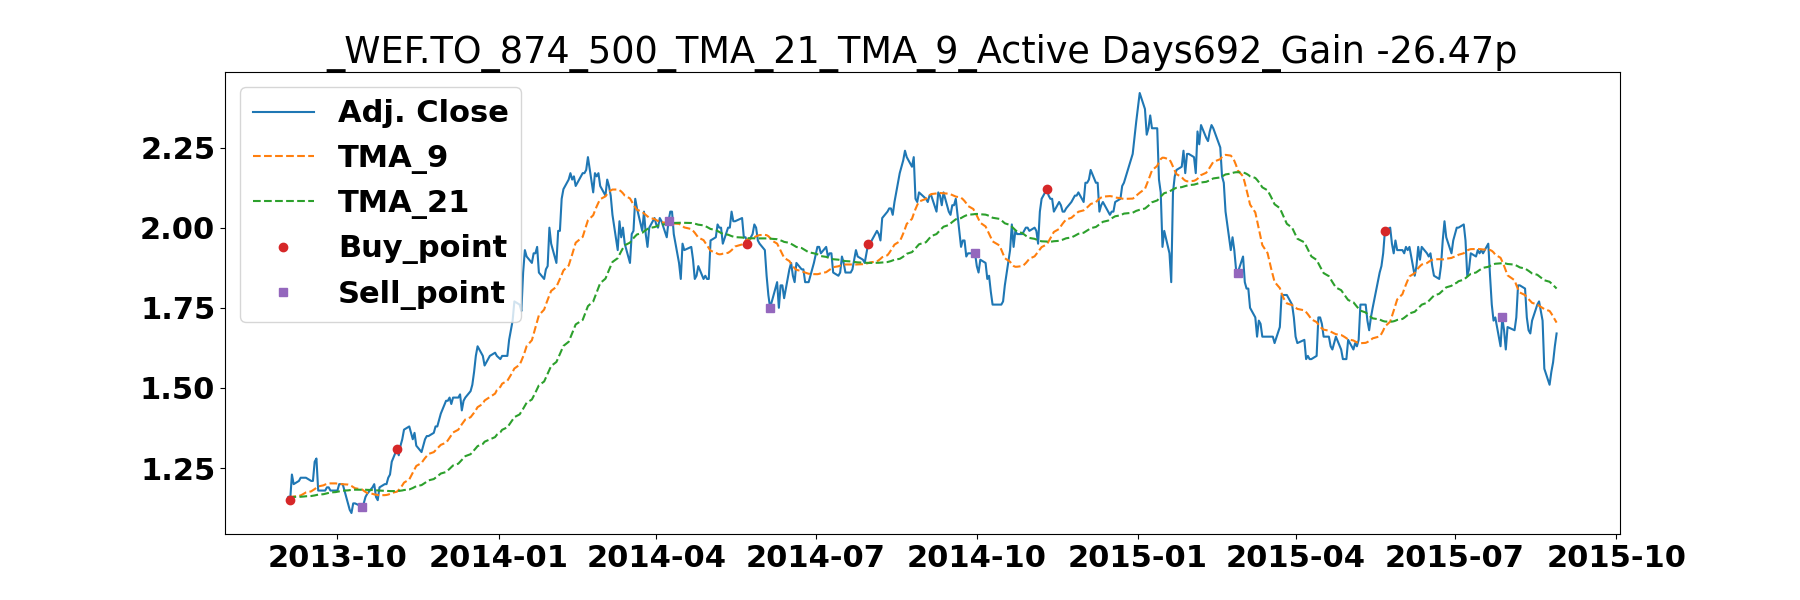 _WEF.TO_874_500_TMA_21_TMA_9_Active Days692_Gain -26.47p
Adj. Close
TMA_9
TMA_21
Buy_point
Sell_point
2.25
2.00
1.75
1.50
1.25
2013-10 2014-01 2014-04 2014-07 2014-10 2015-01 2015-04 2015-07 2015-10